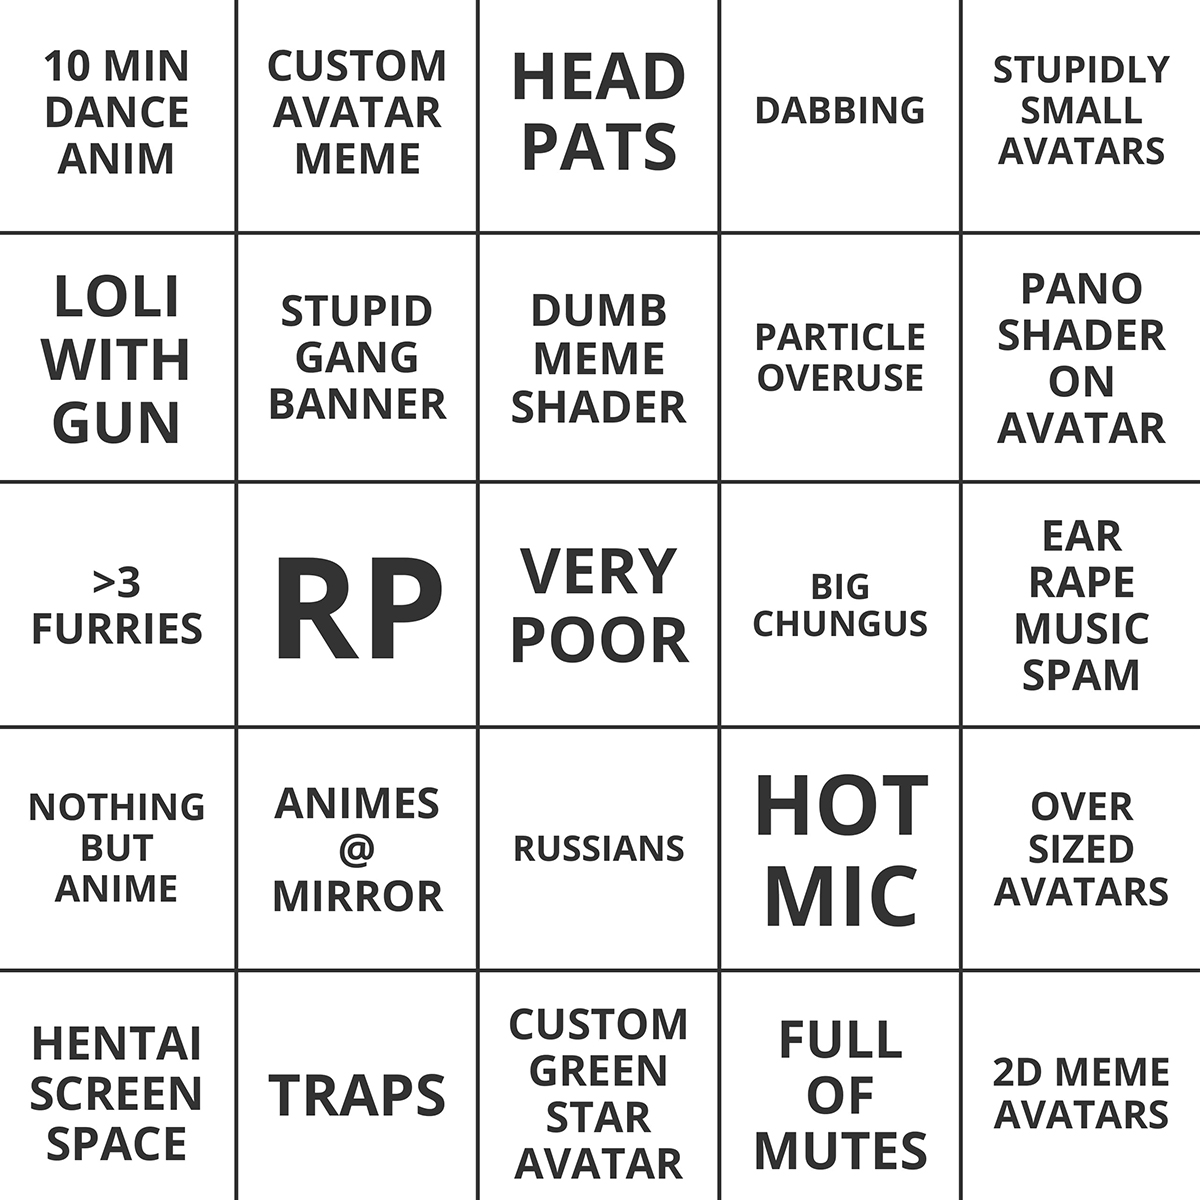 10 MIN
DANCE
ANIM
CUSTOM
AVATAR
MEME
HEAD
PATS
DABBING
STUPIDLY
SMALL
AVATARS
LOLI
WITH
GUN
STUPID
GANG
BANNER
DUMB
MEME
SHADER
PARTICLE
OVERUSE
PANO
SHADER
ON
AVATAR
>3
FURRIES
RP
VERY
POOR
BIG
CHUNGUS
EAR
RAPE
MUSIC
SPAM
NOTHING
BUT
ANIME
ANIMES
@
MIRROR
RUSSIANS
HOT
MIC
OVER
SIZED
AVATARS
HENTAI
SCREEN
SPACE
TRAPS
CUSTOM
GREEN
STAR
AVATAR
FULL
OF
MUTES
2D MEME
AVATARS